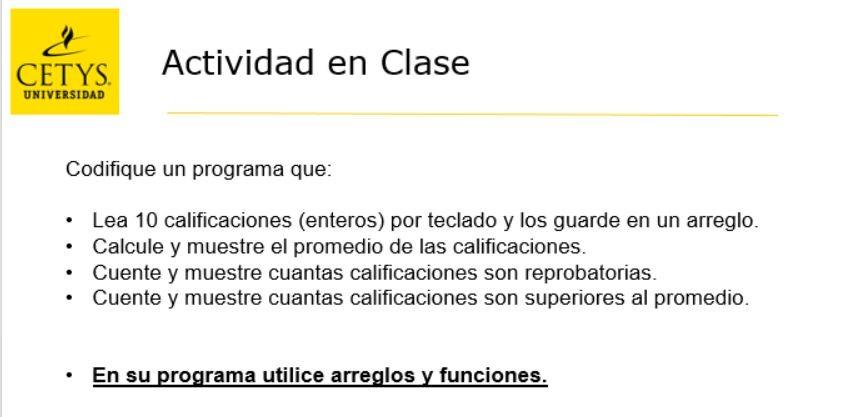 CETYS
UNIVERSIDAD
Actividad en Clase
Codifique un programa que:
• Lea 10 calificaciones (enteros) por teclado y los guarde en un arreglo.
• Calcule y muestre el promedio de las calificaciones.
• Cuente y muestre cuantas calificaciones son reprobatorias.
• Cuente y muestre cuantas calificaciones son superiores al promedio.
• En su programa utilice arreglos y funciones.